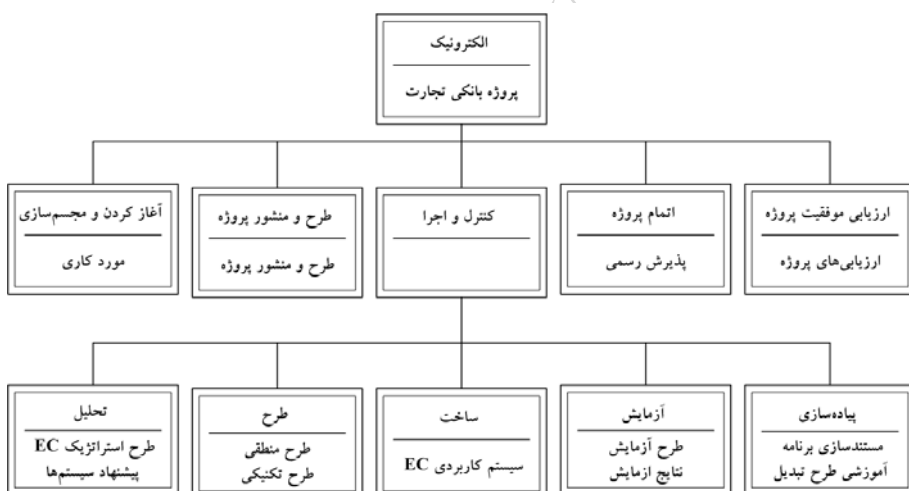 الکترونیک
پروژه بانکی تجارت
آغاز کردن و مجسم‌سازی
مورد کاری
طرح و منشور پروژه
طرح و منشور پروژه
کنترل و اجرا
اتمام پروژه
پذیرش رسمی
ارزیابی موفقیت پروژه
ارزیابی‌های پروژه
تحلیل
طرح استراتژیک EC
پیشنهاد سیستم‌ها
طرح
طرح منطقی
طرح تکنیکی
ساخت
سیستم کاربردی EC
آزمایش
طرح آزمایش
نتایج ازمایش
پیاده‌سازی
مستندسازی برنامه
آموزشی طرح تبدیل